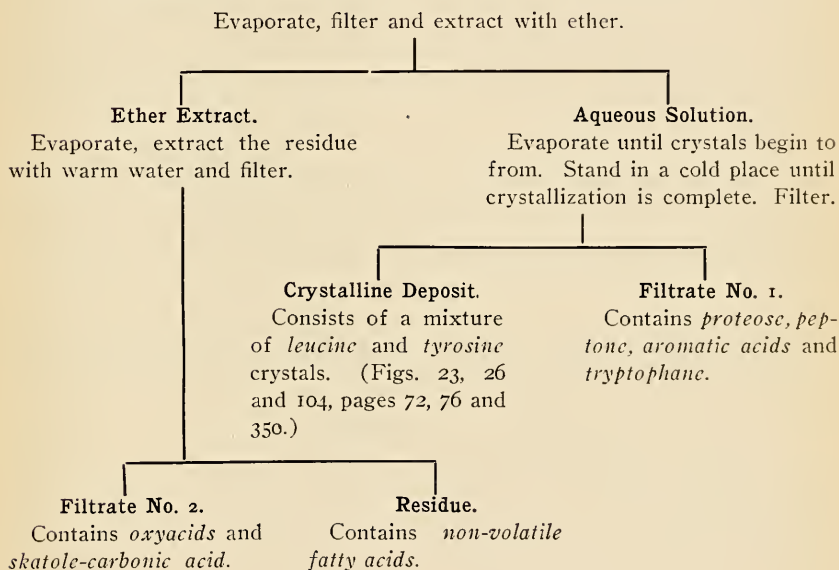 Evaporate, filter and extract with ether.
Ether Extract.
Evaporate, extract the residue
with warm water and filter.
Aqueous Solution.
Evaporate until crystals begin to
from. Stand in a cold place until
crystallization is complete. Filter.
Crystalline Deposit.
Consists of a mixture
of leucine and tyrosine
crystals. (Figs. 23, 26
and 104, pages 72, 76 and
350.)
Filtrate No. 1.
Contains proteose, pep-
tone, aromatic acids and
tryptophane.
Filtrate No. 2.
Contains oxyacids and
skatole-carbonic acid.
Residue.
Contains non-volatile
fatty acids.